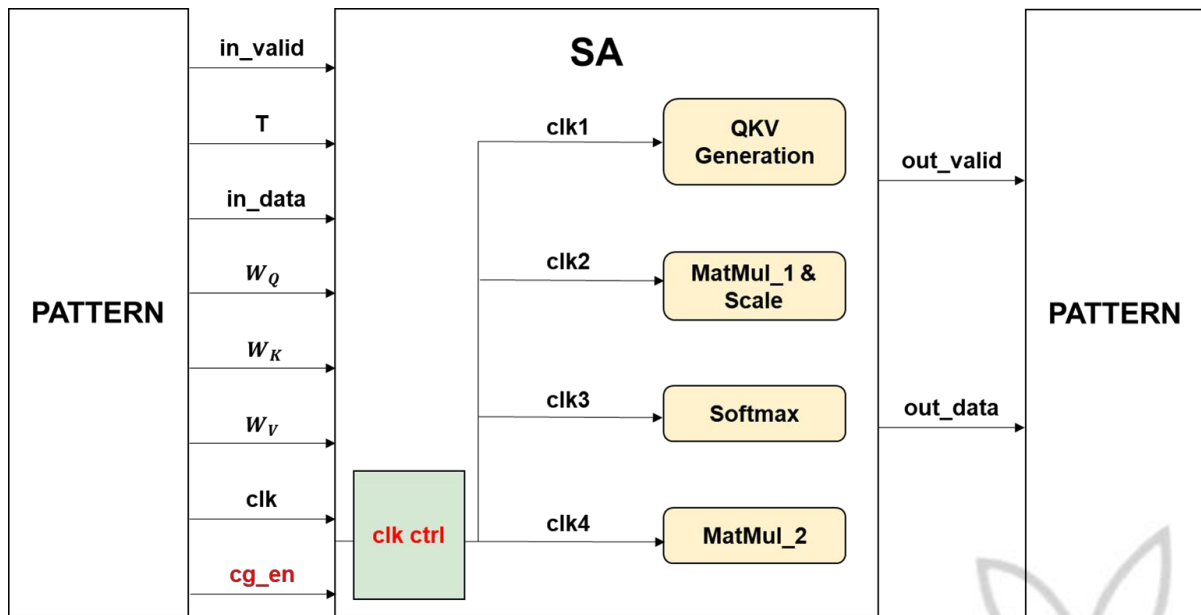 PATTERN
in_valid
T
in_data
W_Q
W_K
W_V
clk
cg_en
SA
clk ctrl
clk1
QKV
Generation
clk2
MatMul_1 &
Scale
clk3
Softmax
clk4
MatMul_2
out_valid
out_data
PATTERN